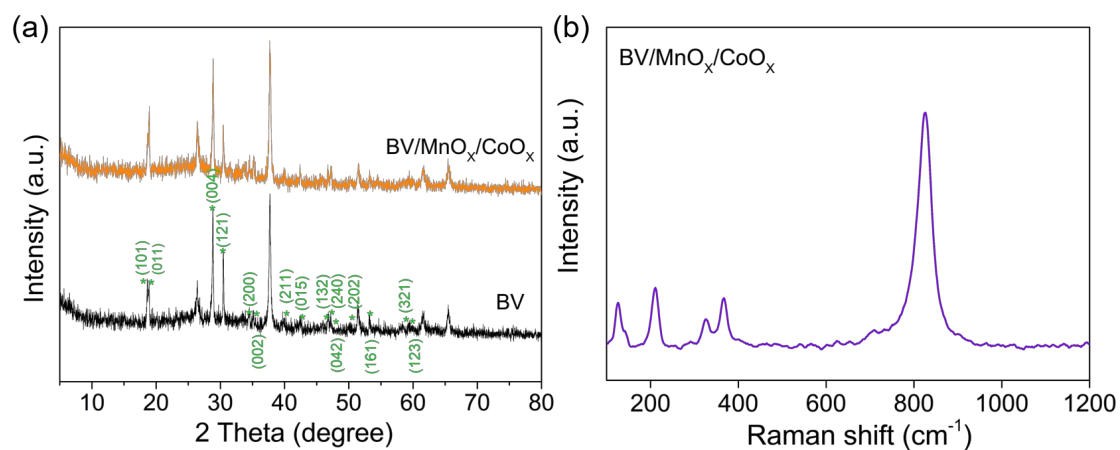 (a)
Intensity (a.u.)
BV/MnOₓ/CoOₓ
*(004)
*(101)
*(011)
*(121)
*(200)
(002)
*(211)
*(015)
(132)
*(240)
(042)
*(202)
(161)
(321)
(123)
BV
10 20 30 40 50 60 70 80
2 Theta (degree)
(b)
Intensity (a.u.)
BV/MnOₓ/CoOₓ
200 400 600 800 1000 1200
Raman shift (cm⁻¹)